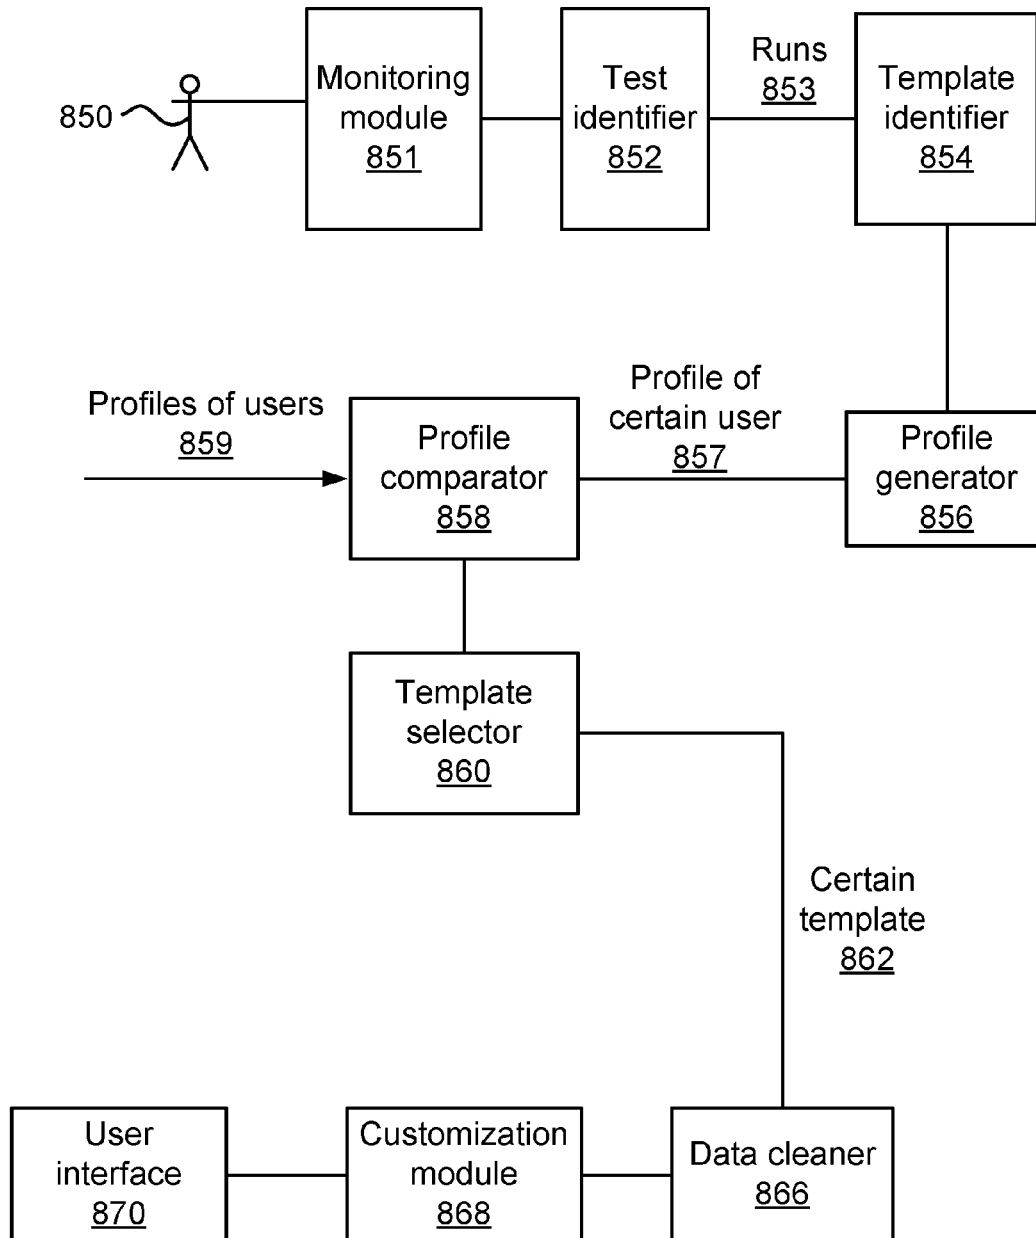 850
Monitoring
module
851
Test
identifier
852
Runs
853
Template
identifier
854
Profiles of users
859
Profile
comparator
858
Profile of
certain user
857
Profile
generator
856
Template
selector
860
Certain
template
862
User
interface
870
Customization
module
868
Data cleaner
866